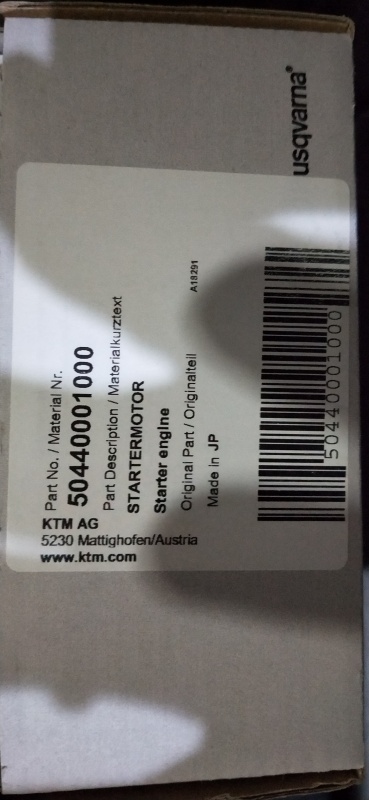 usqvarna®
Part No. / Material Nr.
50440001000
Part Description / Materialkurztext
STARTERMOTOR
Starter engine
Original Part / Originalteil
A18291
Made in JP
KTM AG
5230 Mattighofen/Austria
www.ktm.com
50440001000